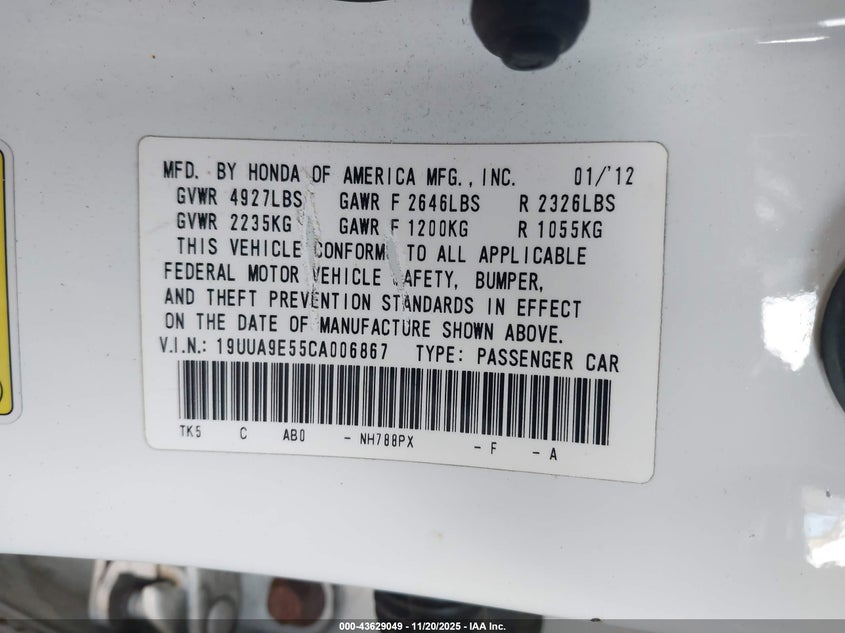 MFD. BY HONDA OF AMERICA MFG., INC. 01/'12
GVWR 4927LBS GAWR F 2646LBS R 2326LBS
GVWR 2235KG GAWR F 1200KG R 1055KG
THIS VEHICLE CONFORM TO ALL APPLICABLE
FEDERAL MOTOR VEHICLE AFETY, BUMPER,
AND THEFT PREVENTION STANDARDS IN EFFECT
ON THE DATE OF MANUFACTURE SHOWN ABOVE.
V.I.N.: 19UUA9E55CA006867 TYPE: PASSENGER CAR
TK5 C AB0 - NH788PX - F - A
000-43629049 - 11/20/2025 - IAA Inc.